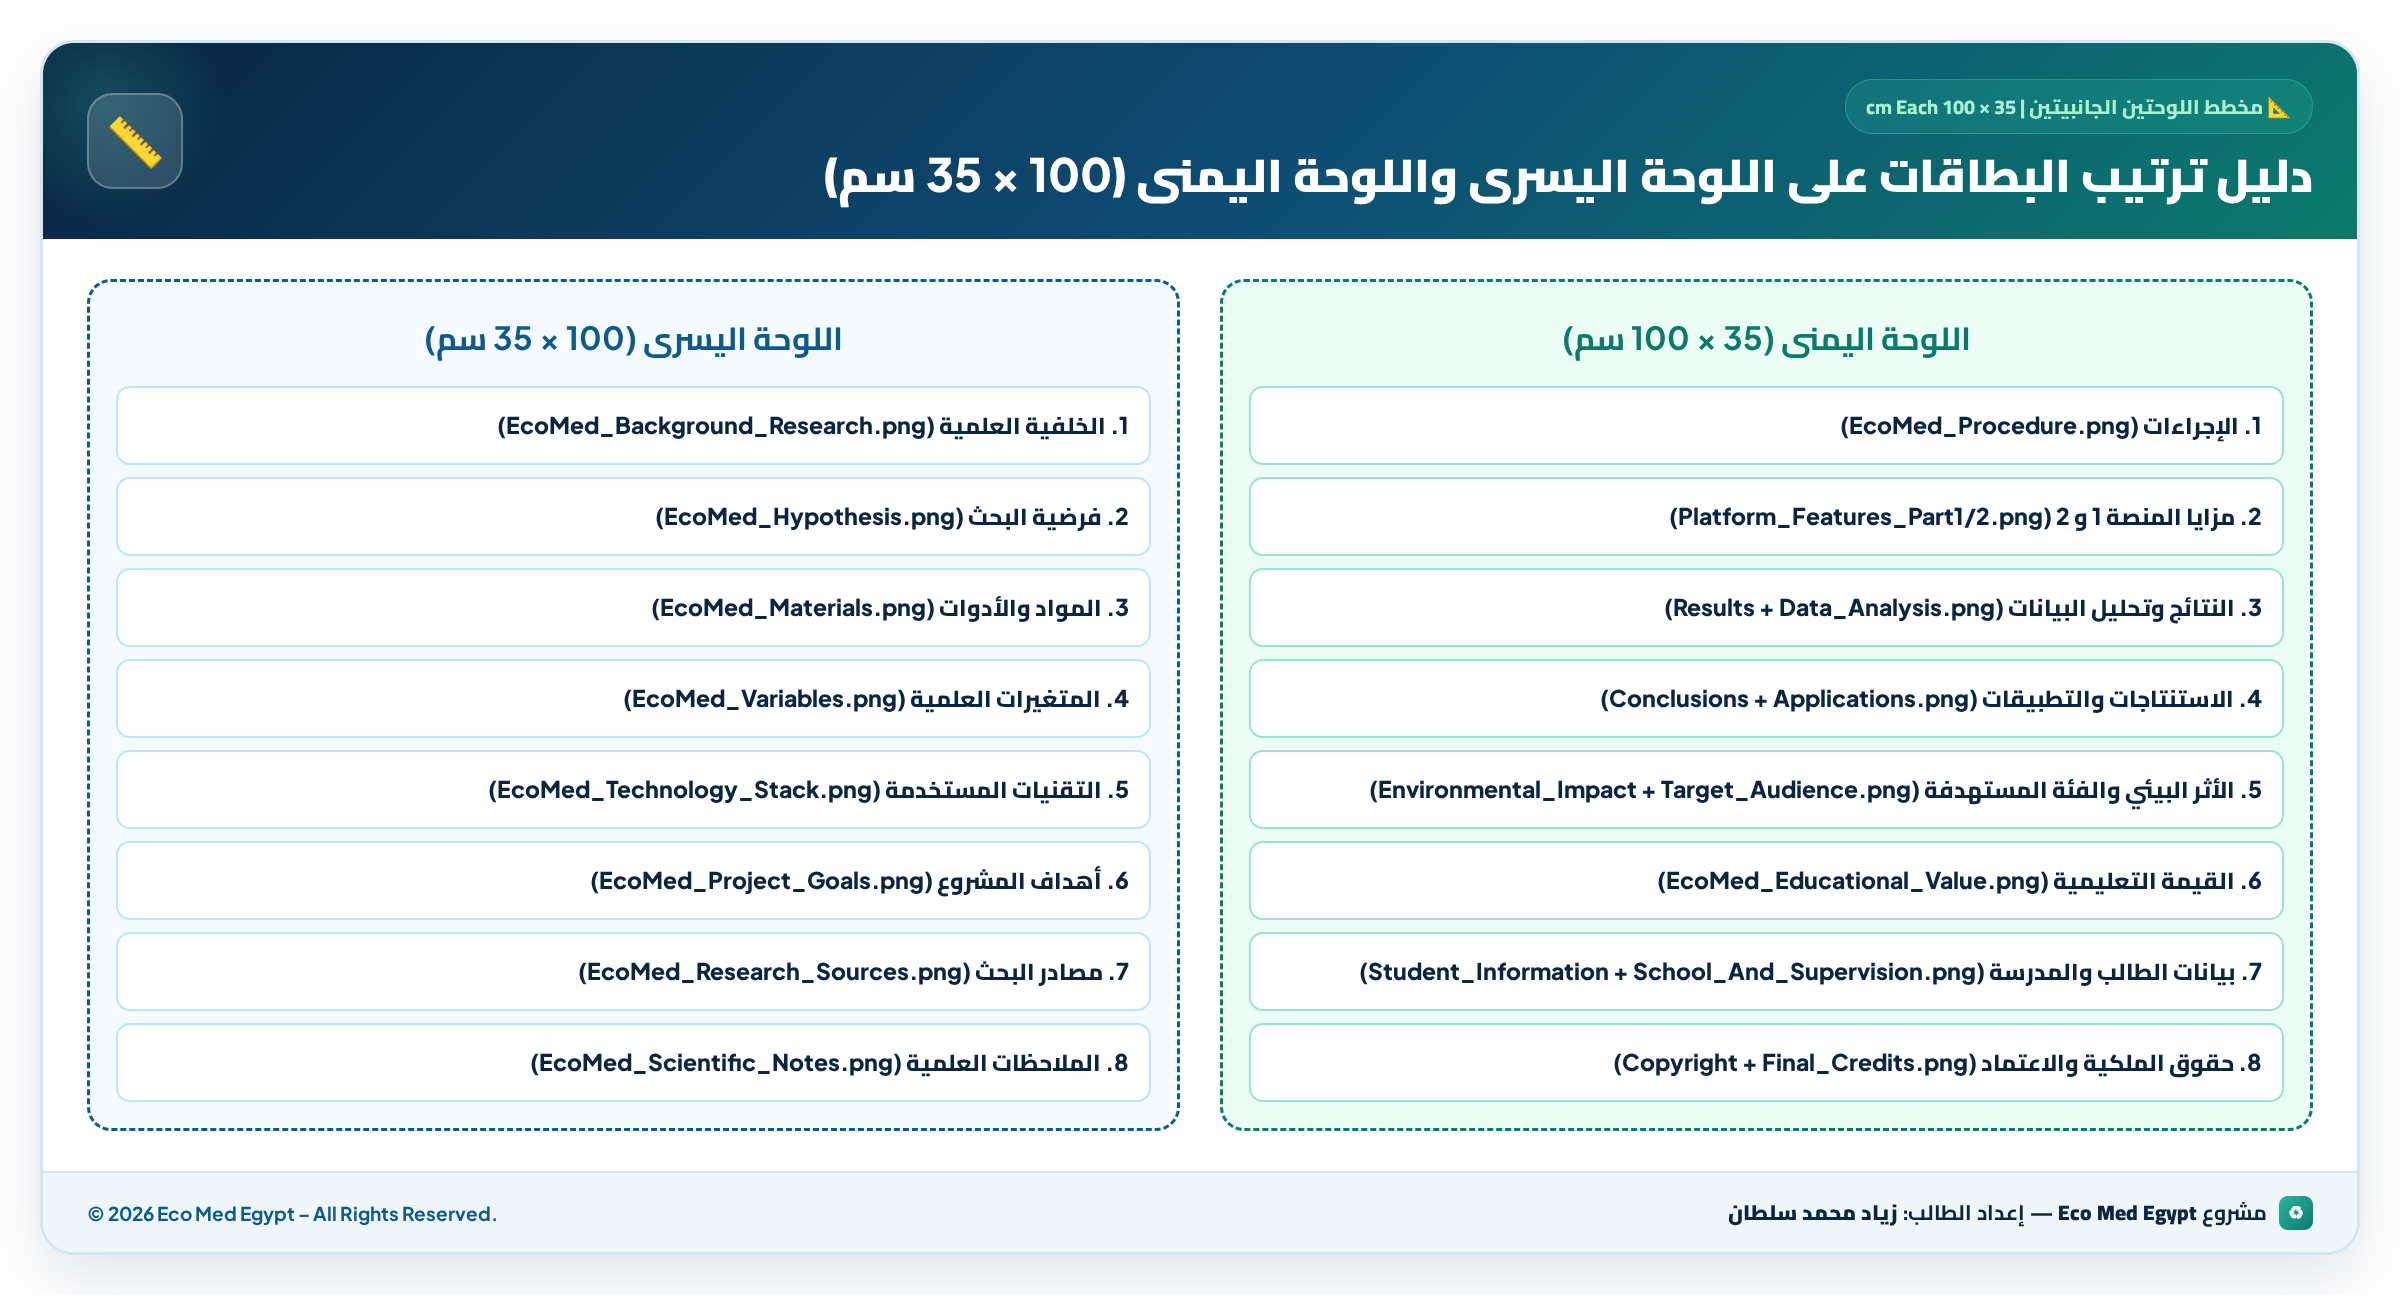 📐 مخطط اللوحتين الجانبيتين | 35 × 100 cm Each
دليل ترتيب البطاقات على اللوحة اليسرى واللوحة اليمنى (100 × 35 سم)
اللوحة اليمنى (35 × 100 سم)
1. الإجراءات (EcoMed_Procedure.png)
2. مزايا المنصة 1 و 2 (Platform_Features_Part1/2.png)
3. النتائج وتحليل البيانات (Results + Data_Analysis.png)
4. الاستنتاجات والتطبيقات (Conclusions + Applications.png)
5. الأثر البيئي والفئة المستهدفة (Environmental_Impact + Target_Audience.png)
6. القيمة التعليمية (EcoMed_Educational_Value.png)
7. بيانات الطالب والمدرسة (Student_Information + School_And_Supervision.png)
8. حقوق الملكية والاعتماد (Copyright + Final_Credits.png)
اللوحة اليسرى (100 × 35 سم)
1. الخلفية العلمية (EcoMed_Background_Research.png)
2. فرضية البحث (EcoMed_Hypothesis.png)
3. المواد والأدوات (EcoMed_Materials.png)
4. المتغيرات العلمية (EcoMed_Variables.png)
5. التقنيات المستخدمة (EcoMed_Technology_Stack.png)
6. أهداف المشروع (EcoMed_Project_Goals.png)
7. مصادر البحث (EcoMed_Research_Sources.png)
8. الملاحظات العلمية (EcoMed_Scientific_Notes.png)
مشروع Eco Med Egypt — إعداد الطالب: زياد محمد سلطان
© 2026 Eco Med Egypt – All Rights Reserved.